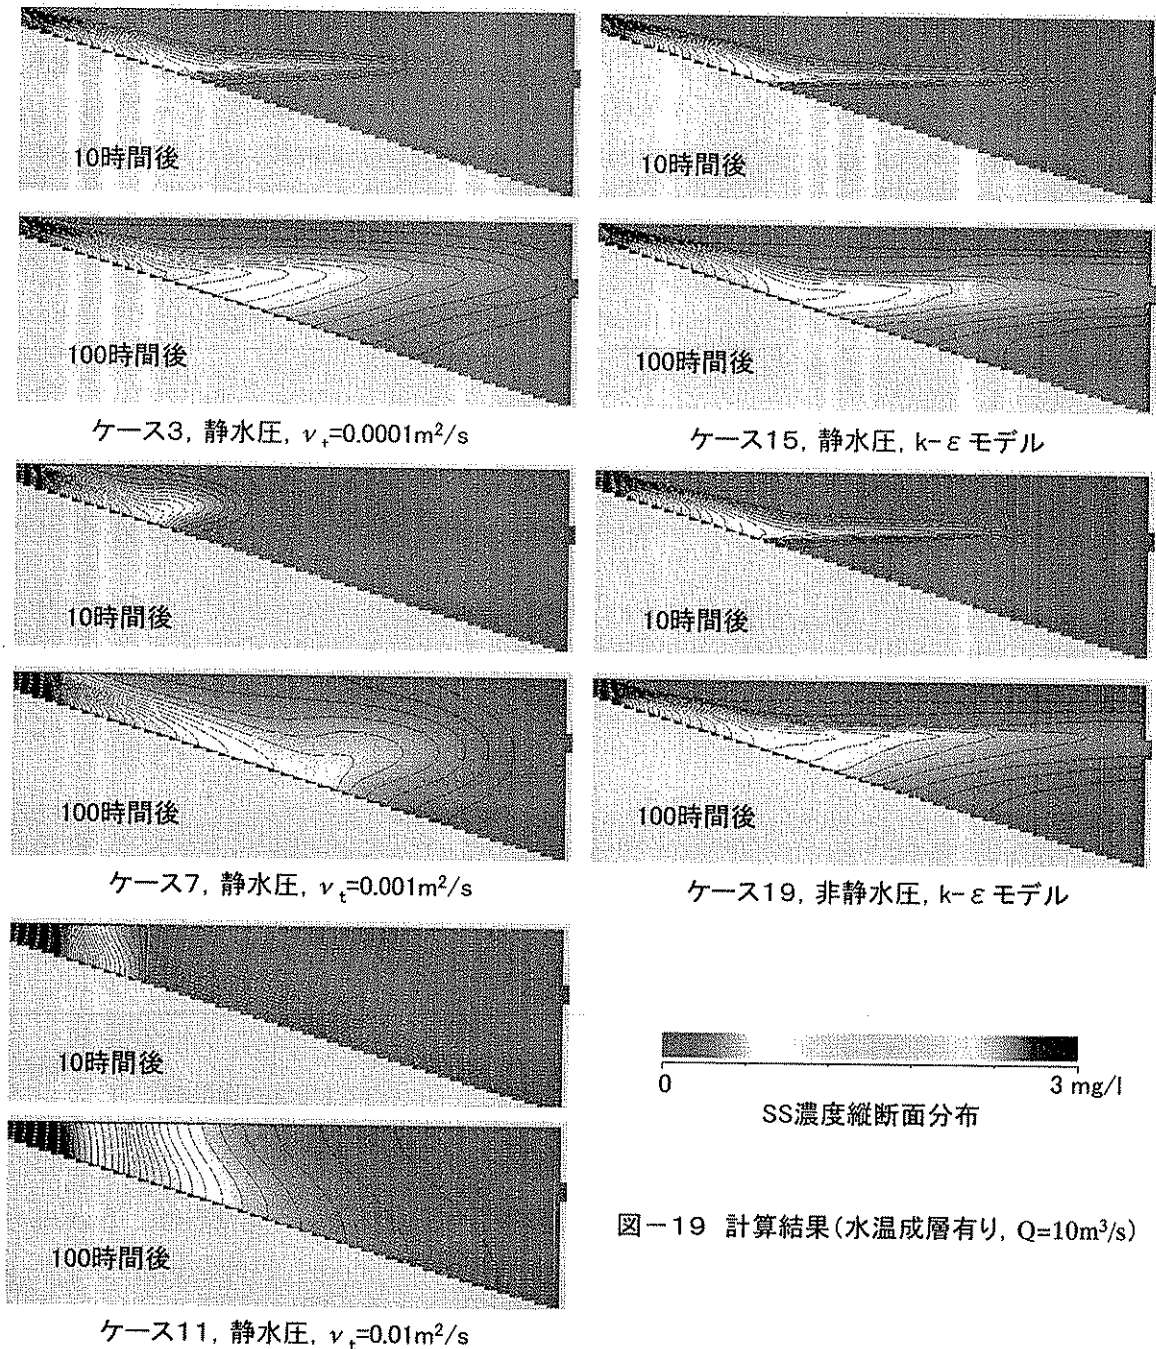 10時間後
100時間後
ケース3, 静水圧, ν_t=0.0001m²/s
10時間後
100時間後
ケース15, 静水圧, k-εモデル
10時間後
100時間後
ケース7, 静水圧, ν_t=0.001m²/s
10時間後
100時間後
ケース19, 非静水圧, k-εモデル
10時間後
100時間後
ケース11, 静水圧, ν_t=0.01m²/s
0 3 mg/l
SS濃度縦断面分布
図－19 計算結果(水温成層有り, Q=10m³/s)